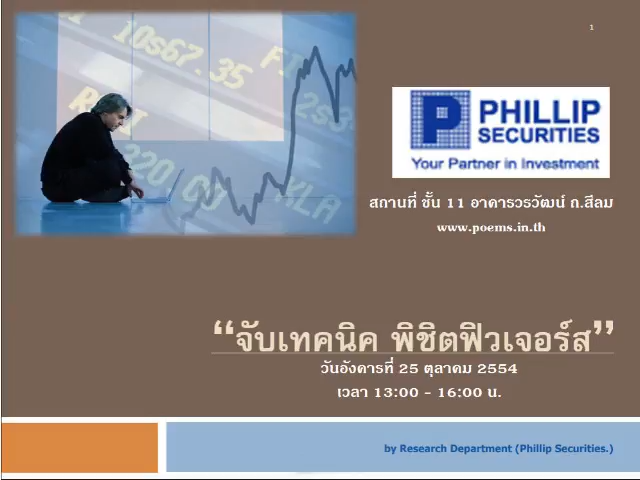 1
10s67.35
PHILLIP
SECURITIES
Your Partner in Investment
สถานที่ ชั้น 11 อาคารวรวัฒน์ ถ.สีลม
www.poems.in.th
“จับเทคนิค พิชิตฟิวเจอร์ส”
วันอังคารที่ 25 ตุลาคม 2554
เวลา 13:00 - 16:00 น.
by Research Department (Phillip Securities.)